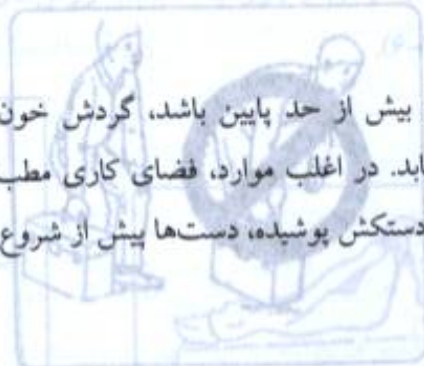 بیش از حد پایین باشد، گردش خون
یابد. در اغلب موارد، فضای کاری مطب
دستکش پوشیده، دست‌ها پیش از شروع